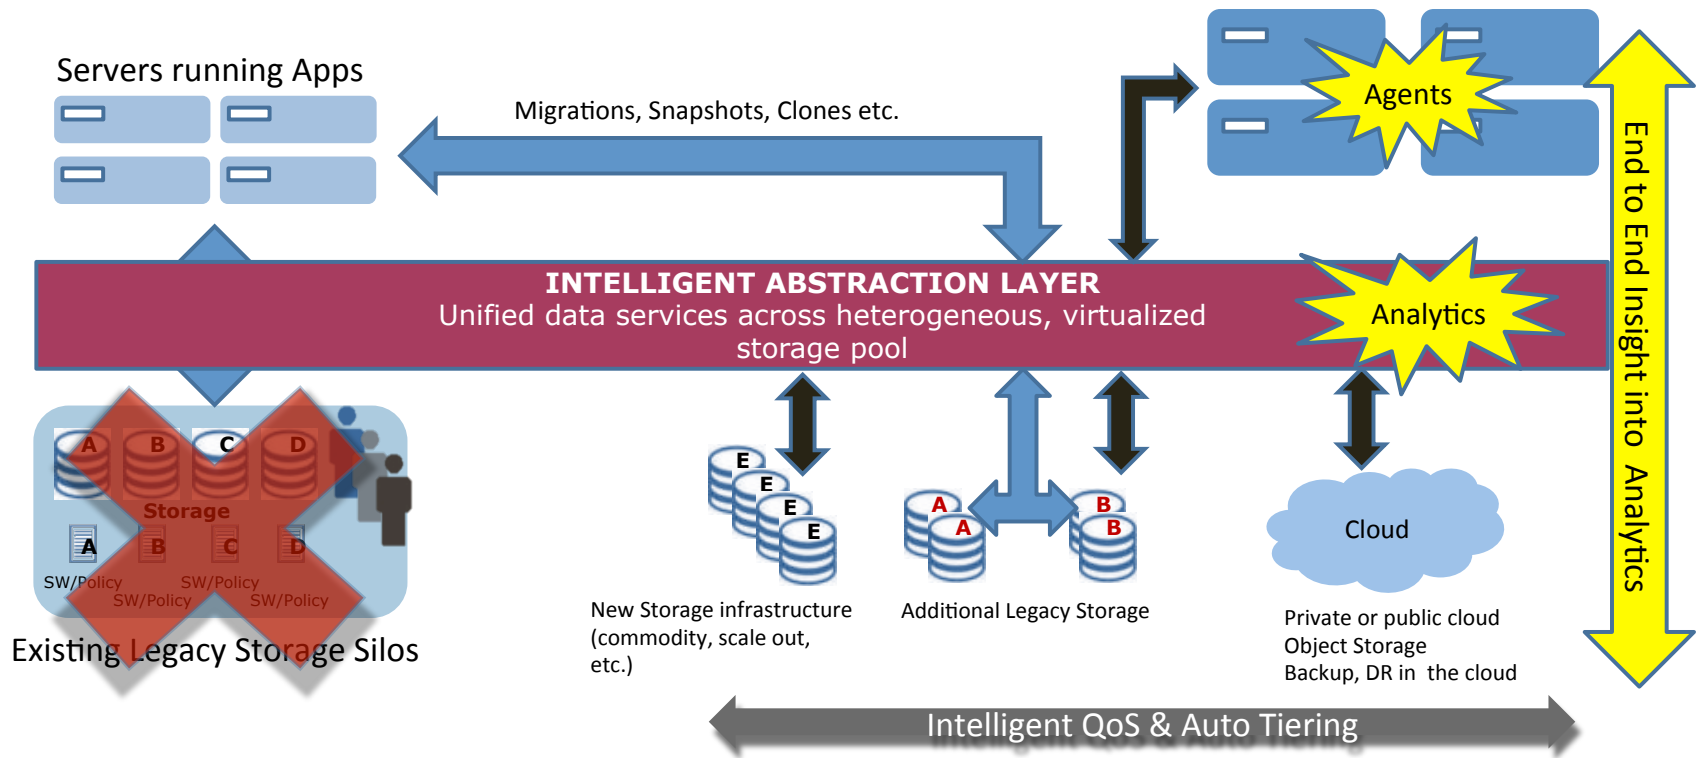 Servers running Apps
Migrations, Snapshots, Clones etc.
Agents
End to End Insight into Analytics
INTELLIGENT ABSTRACTION LAYER
Unified data services across heterogeneous, virtualized
storage pool
Analytics
A B C D
Storage
A B C D
SW/Policy SW/Policy
SW/Policy SW/Policy
Existing Legacy Storage Silos
E
E
E
E
New Storage infrastructure
(commodity, scale out,
etc.)
A
A
B
B
Additional Legacy Storage
Cloud
Private or public cloud
Object Storage
Backup, DR in the cloud
Intelligent QoS & Auto Tiering